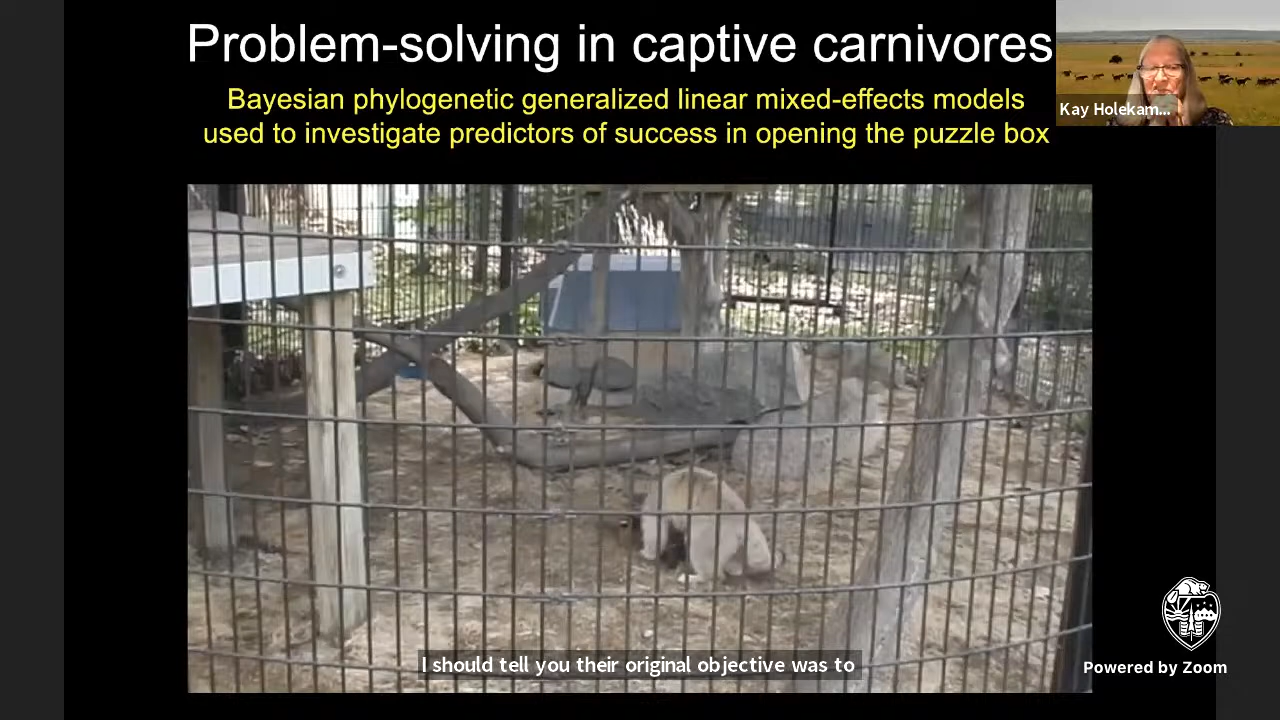 Problem-solving in captive carnivores
Bayesian phylogenetic generalized linear mixed-effects models
used to investigate predictors of success in opening the puzzle box
Kay Holekam...
I should tell you their original objective was to
Powered by Zoom